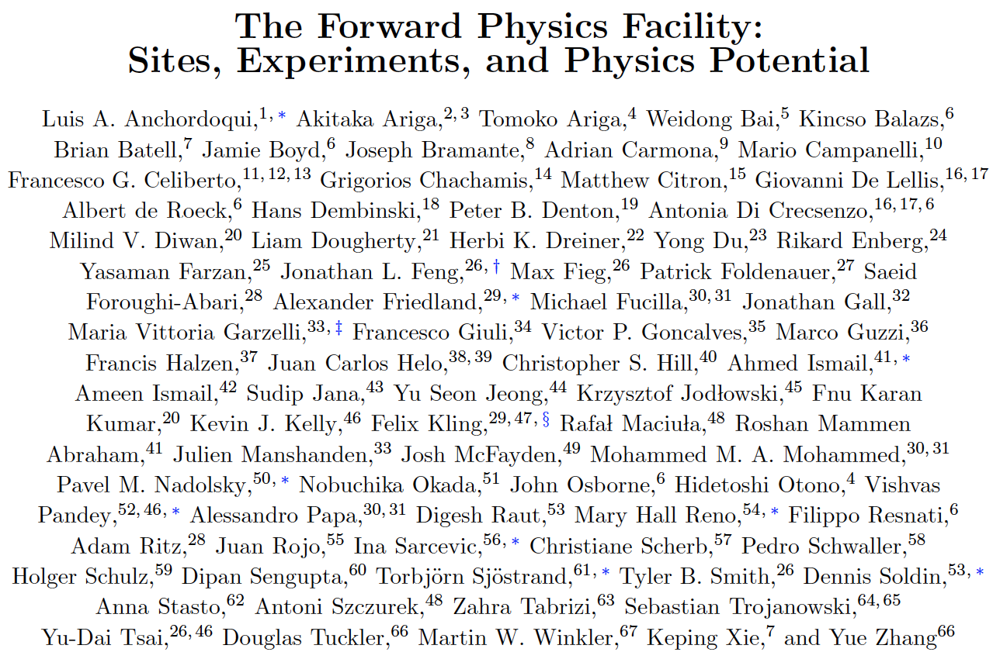 The Forward Physics Facility:
Sites, Experiments, and Physics Potential
Luis A. Anchordoqui,1, * Akitaka Ariga,2, 3 Tomoko Ariga,4 Weidong Bai,5 Kincso Balazs,6
Brian Batell,7 Jamie Boyd,6 Joseph Bramante,8 Adrian Carmona,9 Mario Campanelli,10
Francesco G. Celiberto,11, 12, 13 Grigorios Chachamis,14 Matthew Citron,15 Giovanni De Lellis,16, 17
Albert de Roeck,6 Hans Dembinski,18 Peter B. Denton,19 Antonia Di Crecsenzo,16, 17, 6
Milind V. Diwan,20 Liam Dougherty,21 Herbi K. Dreiner,22 Yong Du,23 Rikard Enberg,24
Yasaman Farzan,25 Jonathan L. Feng,26, † Max Fieg,26 Patrick Foldenauer,27 Saeid
Foroughi-Abari,28 Alexander Friedland,29, * Michael Fucilla,30, 31 Jonathan Gall,32
Maria Vittoria Garzelli,33, ‡ Francesco Giuli,34 Victor P. Goncalves,35 Marco Guzzi,36
Francis Halzen,37 Juan Carlos Helo,38, 39 Christopher S. Hill,40 Ahmed Ismail,41, *
Ameen Ismail,42 Sudip Jana,43 Yu Seon Jeong,44 Krzysztof Jodłowski,45 Fnu Karan
Kumar,20 Kevin J. Kelly,46 Felix Kling,29, 47, § Rafał Maciuła,48 Roshan Mammen
Abraham,41 Julien Manshanden,33 Josh McFayden,49 Mohammed M. A. Mohammed,30, 31
Pavel M. Nadolsky,50, * Nobuchika Okada,51 John Osborne,6 Hidetoshi Otono,4 Vishvas
Pandey,52, 46, * Alessandro Papa,30, 31 Digesh Raut,53 Mary Hall Reno,54, * Filippo Resnati,6
Adam Ritz,28 Juan Rojo,55 Ina Sarcevic,56, * Christiane Scherb,57 Pedro Schwaller,58
Holger Schulz,59 Dipan Sengupta,60 Torbjörn Sjöstrand,61, * Tyler B. Smith,26 Dennis Soldin,53, *
Anna Stasto,62 Antoni Szczurek,48 Zahra Tabrizi,63 Sebastian Trojanowski,64, 65
Yu-Dai Tsai,26, 46 Douglas Tuckler,66 Martin W. Winkler,67 Keping Xie,7 and Yue Zhang66